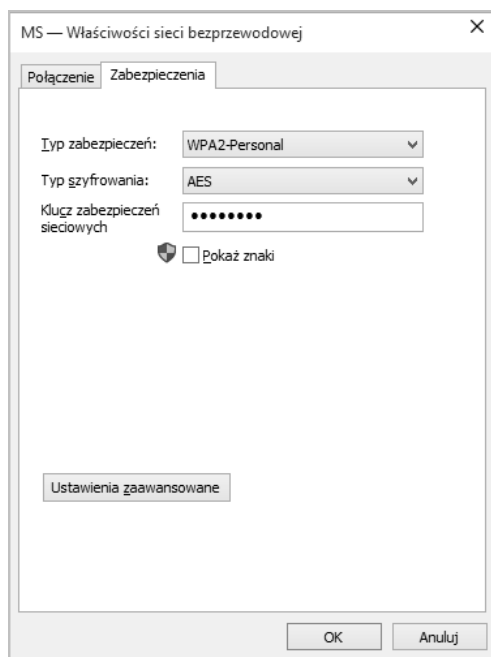 MS — Właściwości sieci bezprzewodowej
Połączenie Zabezpieczenia
Typ zabezpieczeń: WPA2-Personal
Typ szyfrowania: AES
Klucz zabezpieczeń
sieciowych ●●●●●●●●
Pokaż znaki
Ustawienia zaawansowane
OK Anuluj